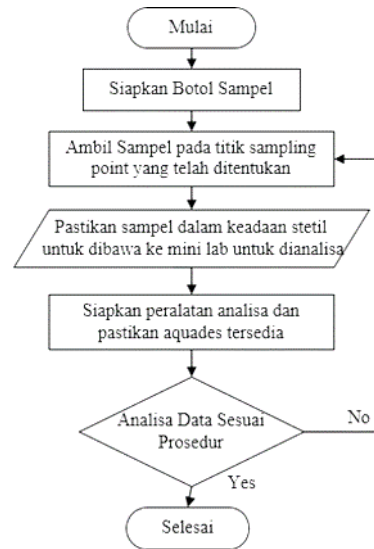 Mulai
Siapkan Botol Sampel
Ambil Sampel pada titik sampling
point yang telah ditentukan
Pastikan sampel dalam keadaan stetil
untuk dibawa ke mini lab untuk dianalisa
Siapkan peralatan analisa dan
pastikan aquades tersedia
Analisa Data Sesuai
Prosedur
No
Yes
Selesai